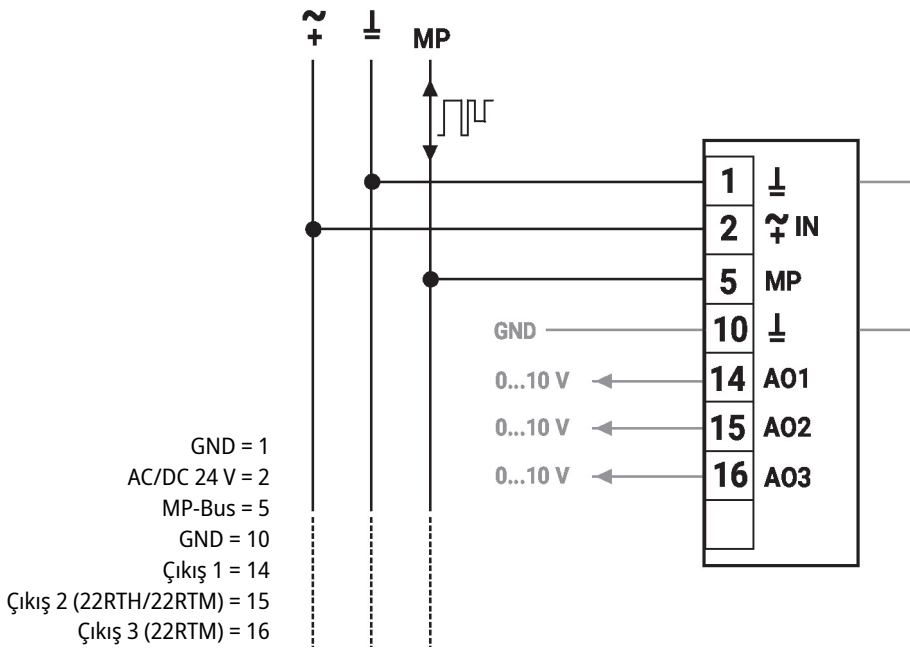 ~
+
⊥
MP
1 ⊥
2 ~
+ IN
5 MP
GND 10 ⊥
0...10 V 14 AO1
0...10 V 15 AO2
0...10 V 16 AO3
GND = 1
AC/DC 24 V = 2
MP-Bus = 5
GND = 10
Çıkış 1 = 14
Çıkış 2 (22RTH/22RTM) = 15
Çıkış 3 (22RTM) = 16